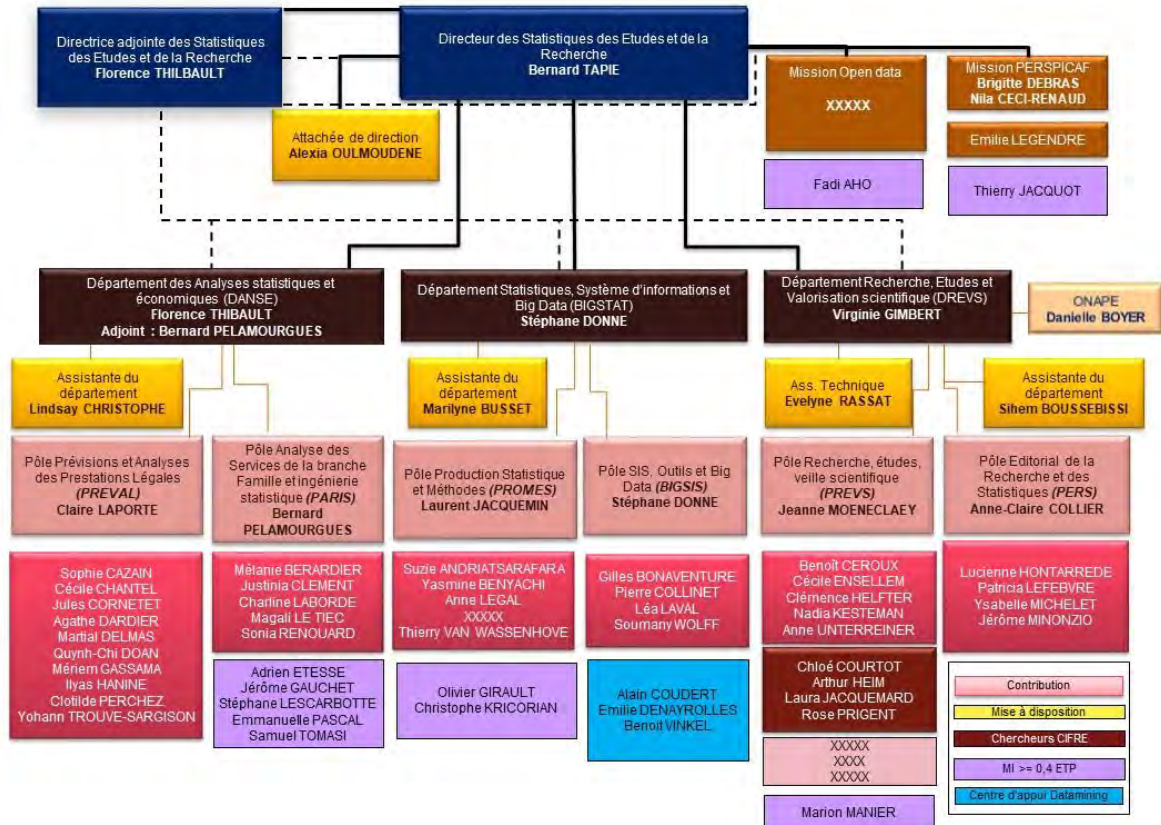 Directrice adjointe des Statistiques
des Etudes et de la Recherche
Florence THILBAULT
Directeur des Statistiques des Etudes et de la
Recherche
Bernard TAPIE
Mission Open data
XXXXX
Mission PERSPICAF
Brigitte DEBRAS
Nila CECI-RENAUD
Attachée de direction
Alexia OULMOUDENE
Emilie LEGENDRE
Fadi AHO
Thierry JACQUOT
Département des Analyses statistiques et
économiques (DANSE)
Florence THIBAULT
Adjoint : Bernard PELAMOURGUES
Département Statistiques, Système d'informations et
Big Data (BIGSTAT)
Stéphane DONNE
Département Recherche, Etudes et
Valorisation scientifique (DREVS)
Virginie GIMBERT
ONAPE
Danielle BOYER
Assistante du
département
Lindsay CHRISTOPHE
Assistante du
département
Marilyne BUSSET
Ass. Technique
Evelyne RASSAT
Assistante du
département
Sihem BOUSSEBISSI
Pôle Prévisions et Analyses
des Prestations Légales
(PREVAL)
Claire LAPORTE
Pôle Analyse des
Services de la branche
Famille et ingénierie
statistique (PARIS)
Bernard
PELAMOURGUES
Pôle Production Statistique
et Méthodes (PROMES)
Laurent JACQUEMIN
Pôle SIS, Outils et Big
Data (BIGSIS)
Stéphane DONNE
Pôle Recherche, études,
veille scientifique
(PREVS)
Jeanne MOENECLAEY
Pôle Editorial de la
Recherche et des
Statistiques (PERS)
Anne-Claire COLLIER
Sophie CAZAIN
Cécile CHANTEL
Jules CORNETET
Agathe DARDIER
Martial DELMAS
Quynh-Chi DOAN
Mériem GASSAMA
Ilyas HANINE
Clotilde PERCHEZ
Yohann TROUVE-SARGISON
Mélanie BERARDIER
Justinia CLEMENT
Charline LABORDE
Magali LE TIEC
Sonia RENOUARD
Adrien ETESSE
Jérôme GAUCHET
Stéphane LESCARBOTTE
Emmanuelle PASCAL
Samuel TOMASI
Suzie ANDRIATSARAFARA
Yasmine BENYACHI
Anne LEGAL
XXXXX
Thierry VAN WASSENHOVE
Olivier GIRAULT
Christophe KRICORIAN
Gilles BONAVENTURE
Pierre COLLINET
Léa LAVAL
Soumany WOLFF
Alain COUDERT
Emilie DENAYROLLES
Benoit VINKEL
Benoît CEROUX
Cécile ENSELLEM
Clémence HELFTER
Nadia KESTEMAN
Anne UNTERREINER
Chloé COURTOT
Arthur HEIM
Laura JACQUEMARD
Rose PRIGENT
XXXXX
XXXX
XXXXX
Marion MANIER
Lucienne HONTARREDE
Patricia LEFEBVRE
Ysabelle MICHELET
Jérôme MINONZIO
Contribution
Mise à disposition
Chercheurs CIFRE
MI >= 0,4 ETP
Centre d'appui Datamining